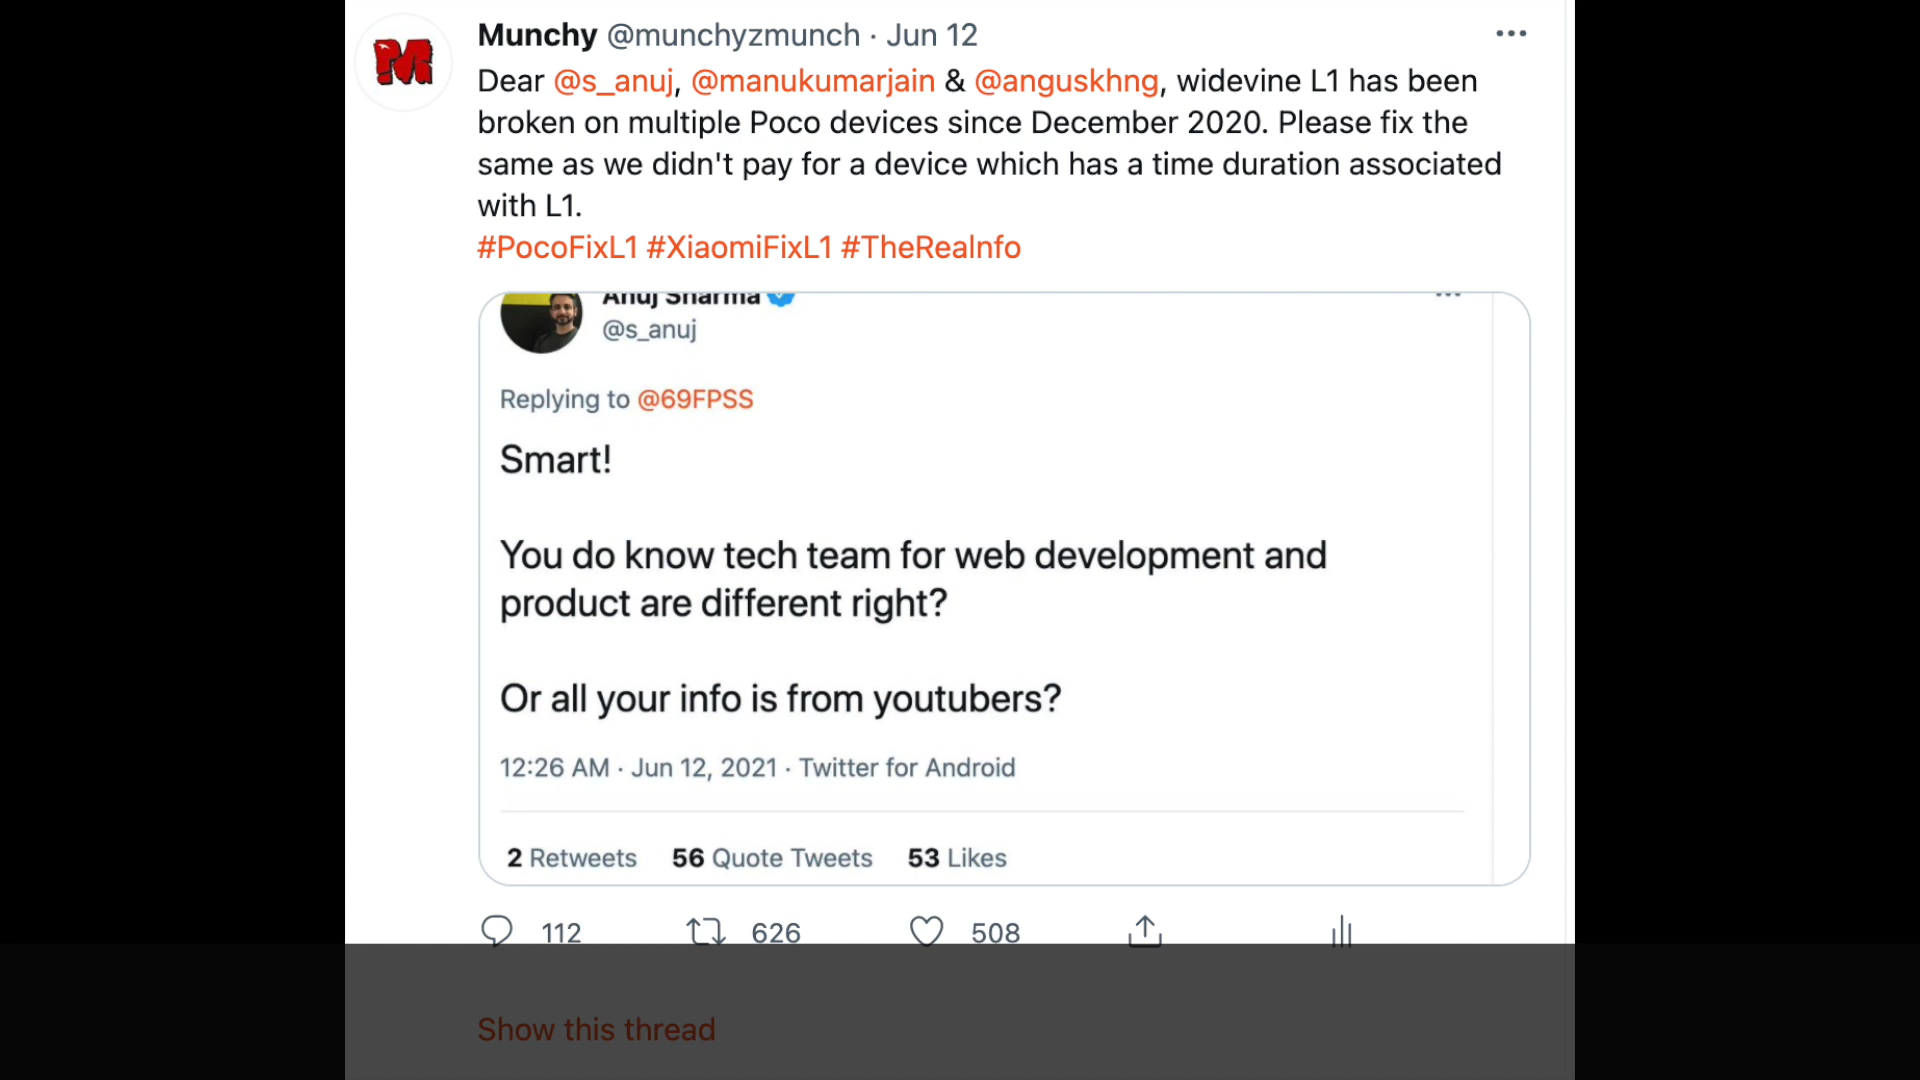 Munchy @munchyzmunch · Jun 12
Dear @s_anuj, @manukumarjain & @anguskhng, widevine L1 has been
broken on multiple Poco devices since December 2020. Please fix the
same as we didn't pay for a device which has a time duration associated
with L1.
#PocoFixL1 #XiaomiFixL1 #TheRealnfo
Anuj Sharma
@s_anuj
Replying to @69FPSS
Smart!
You do know tech team for web development and
product are different right?
Or all your info is from youtubers?
12:26 AM · Jun 12, 2021 · Twitter for Android
2 Retweets 56 Quote Tweets 53 Likes
112 626 508
Show this thread